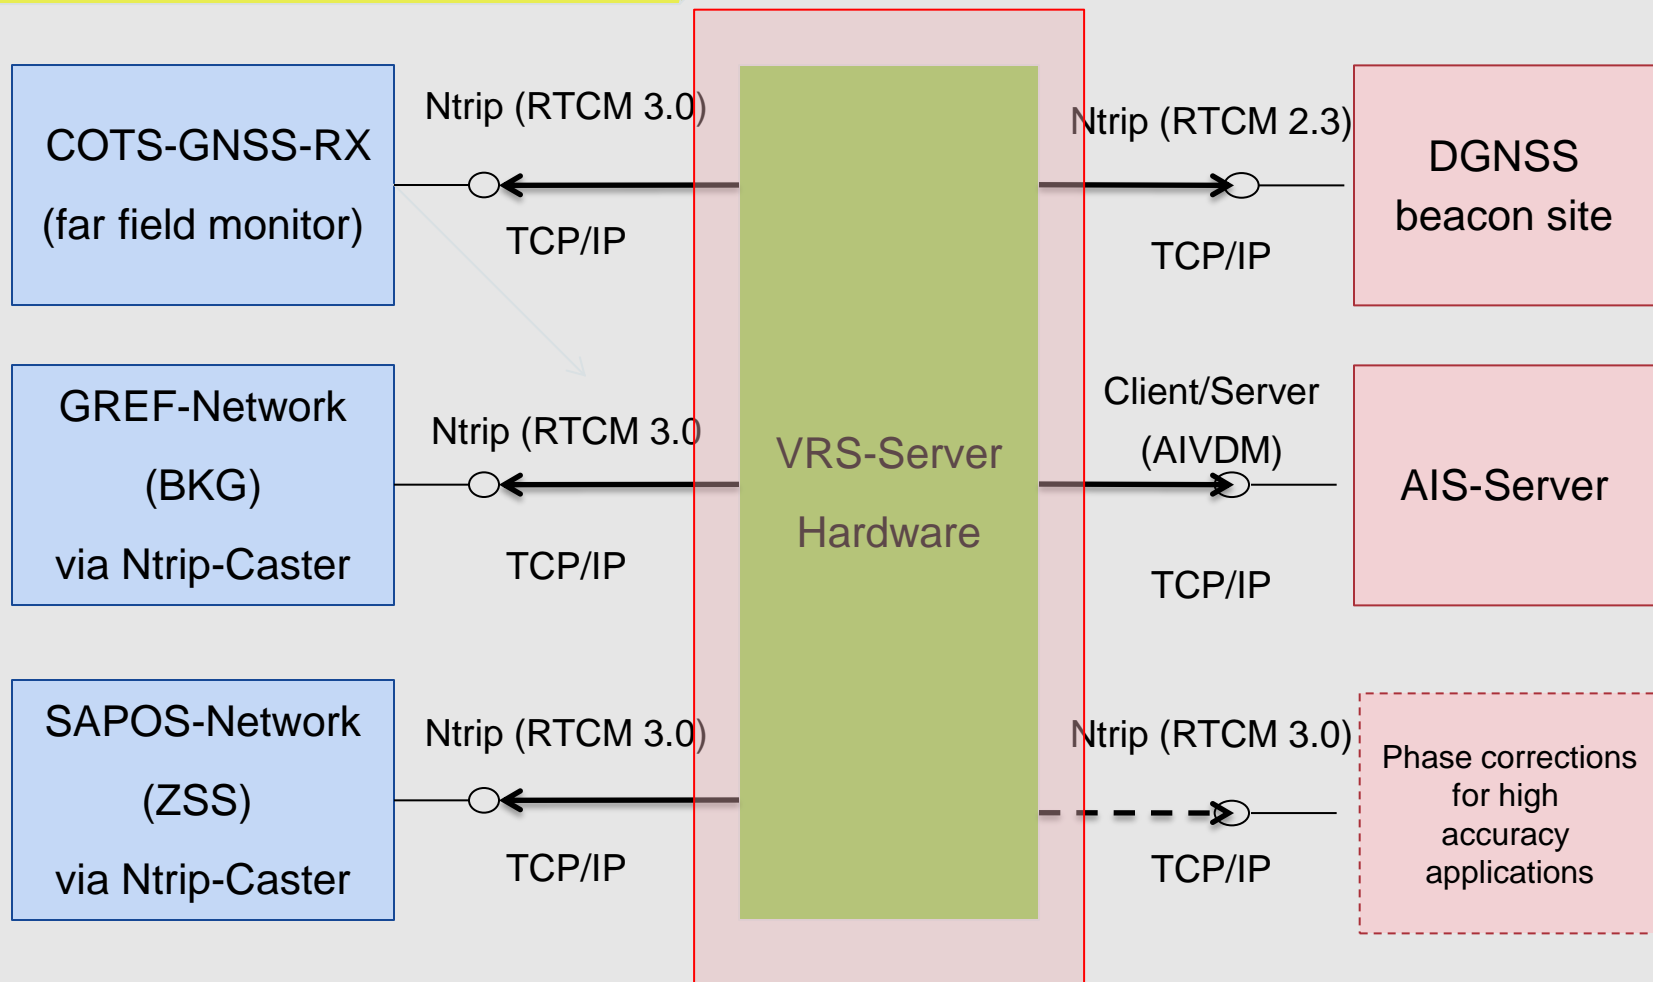 COTS-GNSS-RX
(far field monitor)
Ntrip (RTCM 3.0)
TCP/IP
GREF-Network
(BKG)
via Ntrip-Caster
Ntrip (RTCM 3.0
TCP/IP
SAPOS-Network
(ZSS)
via Ntrip-Caster
Ntrip (RTCM 3.0)
TCP/IP
VRS-Server
Hardware
Ntrip (RTCM 2.3)
TCP/IP
DGNSS
beacon site
Client/Server
(AIVDM)
TCP/IP
AIS-Server
Ntrip (RTCM 3.0)
TCP/IP
Phase corrections
for high
accuracy
applications